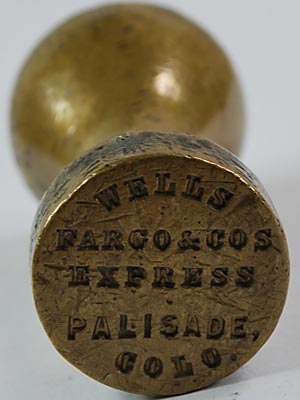 WELLS
FARGO & COS
EXPRESS
PALISADE,
COLO.